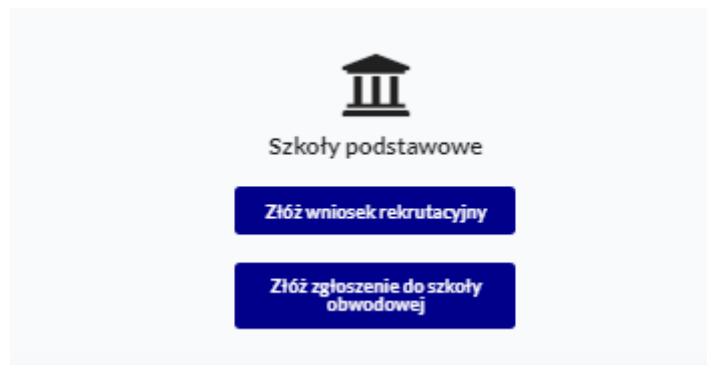 Szkoły podstawowe
Złóż wniosek rekrutacyjny
Złóż zgłoszenie do szkoły
obwodowej